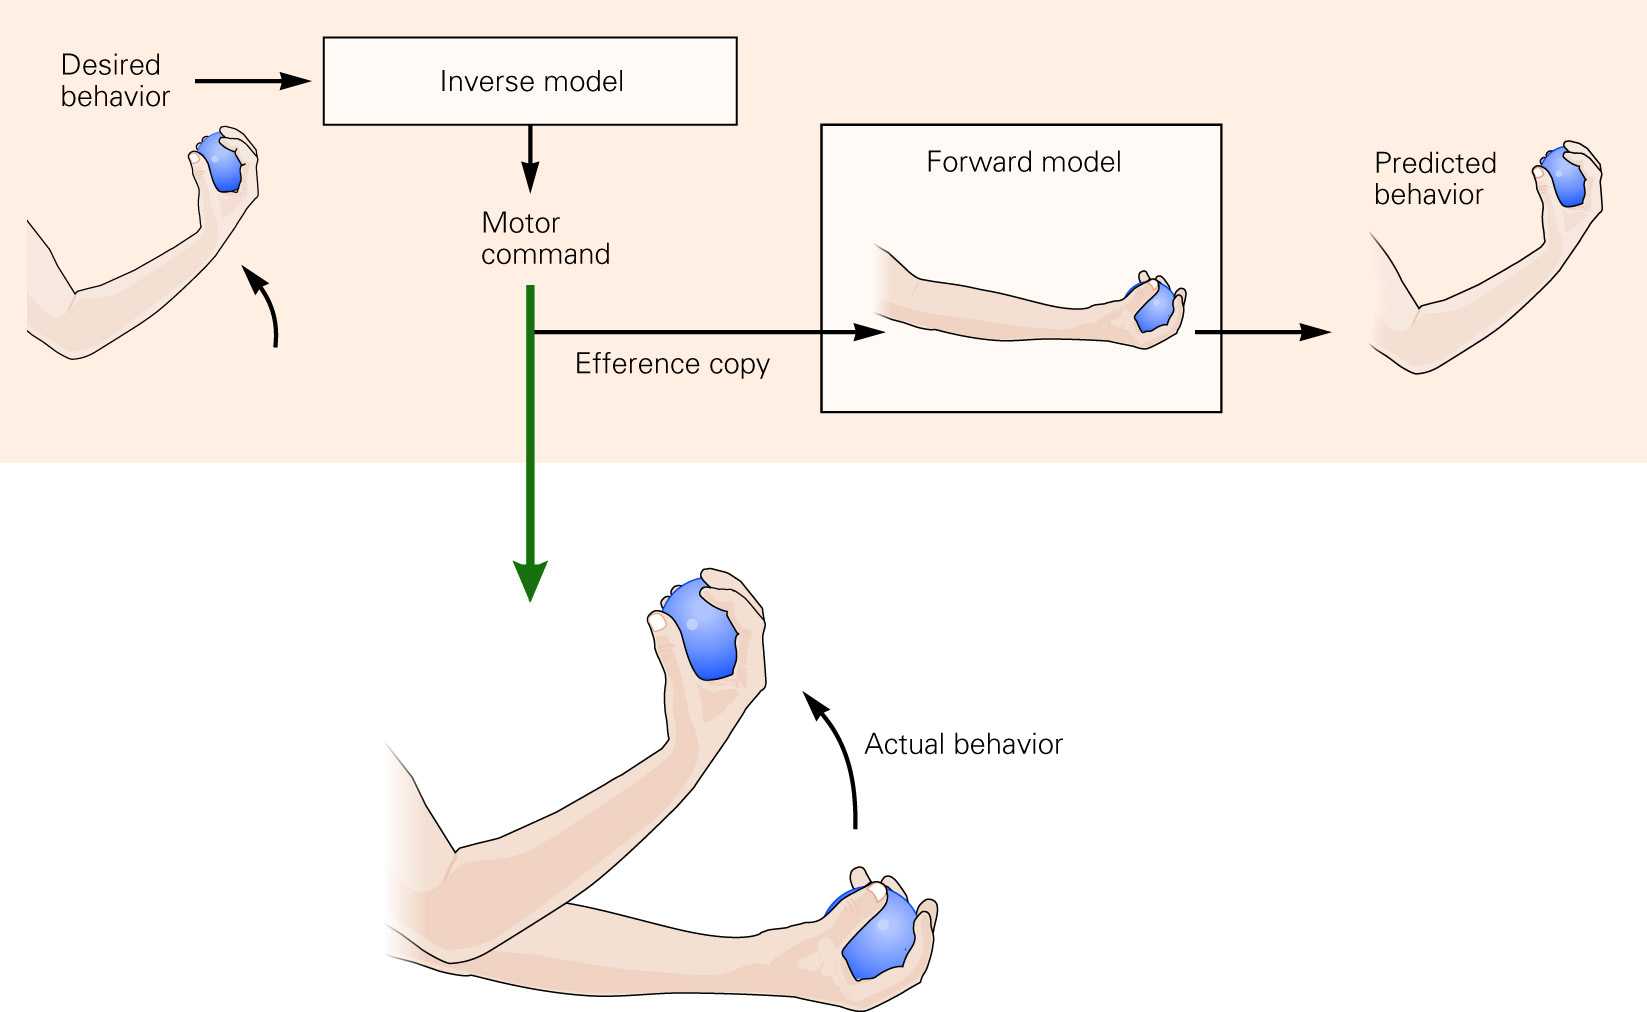 Desired
behavior
Inverse model
Motor
command
Efference copy
Forward model
Predicted
behavior
Actual behavior